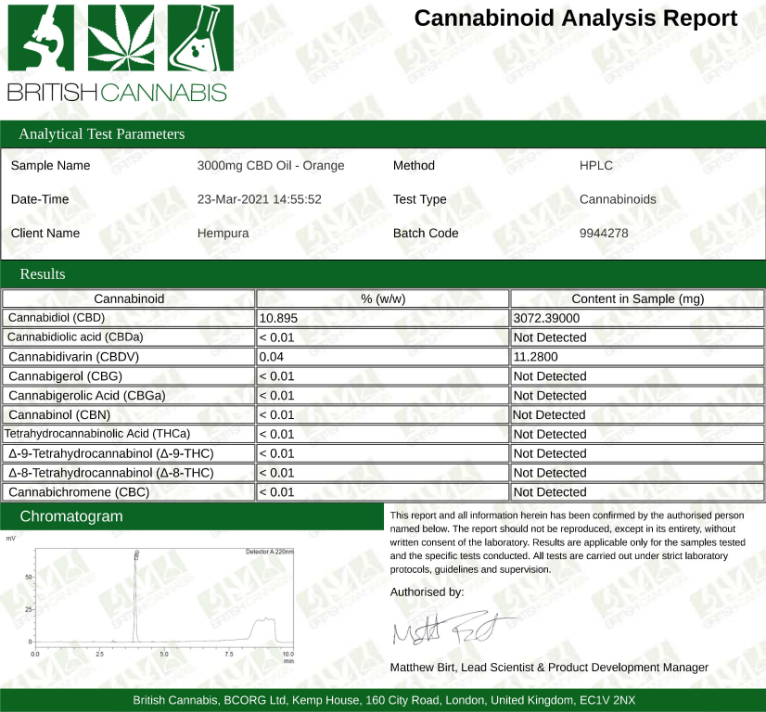 Cannabinoid Analysis Report
BRITISH CANNABIS
Analytical Test Parameters
Sample Name 3000mg CBD Oil - Orange Method HPLC
Date-Time 23-Mar-2021 14:55:52 Test Type Cannabinoids
Client Name Hempura Batch Code 9944278
Results
Cannabinoid % (w/w) Content in Sample (mg)
Cannabidiol (CBD) 10.895 3072.39000
Cannabidiolic acid (CBDa) < 0.01 Not Detected
Cannabidivarin (CBDV) 0.04 11.2800
Cannabigerol (CBG) < 0.01 Not Detected
Cannabigerolic Acid (CBGa) < 0.01 Not Detected
Cannabinol (CBN) < 0.01 Not Detected
Tetrahydrocannabinolic Acid (THCa) < 0.01 Not Detected
Δ-9-Tetrahydrocannabinol (Δ-9-THC) < 0.01 Not Detected
Δ-8-Tetrahydrocannabinol (Δ-8-THC) < 0.01 Not Detected
Cannabichromene (CBC) < 0.01 Not Detected
Chromatogram
mV
Detector A 220nm
50
25
0
0.0 2.5 5.0 7.5 10.0
min
This report and all information herein has been confirmed by the authorised person
named below. The report should not be reproduced, except in its entirety, without
written consent of the laboratory. Results are applicable only for the samples tested
and the specific tests conducted. All tests are carried out under strict laboratory
protocols, guidelines and supervision.
Authorised by:
Matthew Birt, Lead Scientist & Product Development Manager
British Cannabis, BCORG Ltd, Kemp House, 160 City Road, London, United Kingdom, EC1V 2NX